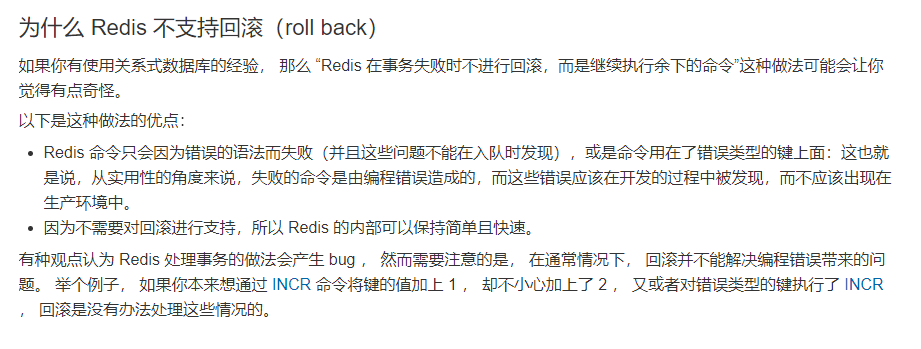 为什么 Redis 不支持回滚（roll back）
如果你有使用关系式数据库的经验， 那么 “Redis 在事务失败时不进行回滚，而是继续执行余下的命令”这种做法可能会让你
觉得有点奇怪。
以下是这种做法的优点：
• Redis 命令只会因为错误的语法而失败（并且这些问题不能在入队时发现），或是命令用在了错误类型的键上面：这也就
是说，从实用性的角度来说，失败的命令是由编程错误造成的，而这些错误应该在开发的过程中被发现，而不应该出现在
生产环境中。
• 因为不需要对回滚进行支持，所以 Redis 的内部可以保持简单且快速。
有种观点认为 Redis 处理事务的做法会产生 bug ， 然而需要注意的是， 在通常情况下， 回滚并不能解决编程错误带来的问
题。 举个例子， 如果你本来想通过 INCR 命令将键的值加上 1 ， 却不小心加上了 2 ， 又或者对错误类型的键执行了 INCR
， 回滚是没有办法处理这些情况的。